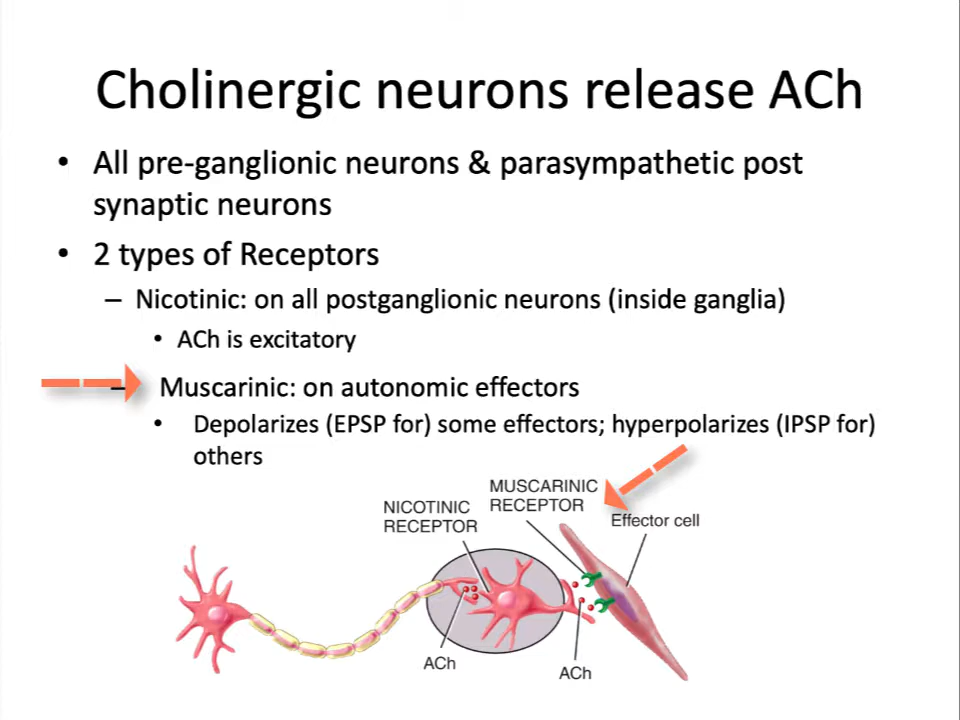 Cholinergic neurons release ACh
• All pre-ganglionic neurons & parasympathetic post
synaptic neurons
• 2 types of Receptors
– Nicotinic: on all postganglionic neurons (inside ganglia)
• ACh is excitatory
– Muscarinic: on autonomic effectors
• Depolarizes (EPSP for) some effectors; hyperpolarizes (IPSP for)
others
MUSCARINIC
RECEPTOR
NICOTINIC
RECEPTOR
Effector cell
ACh
ACh